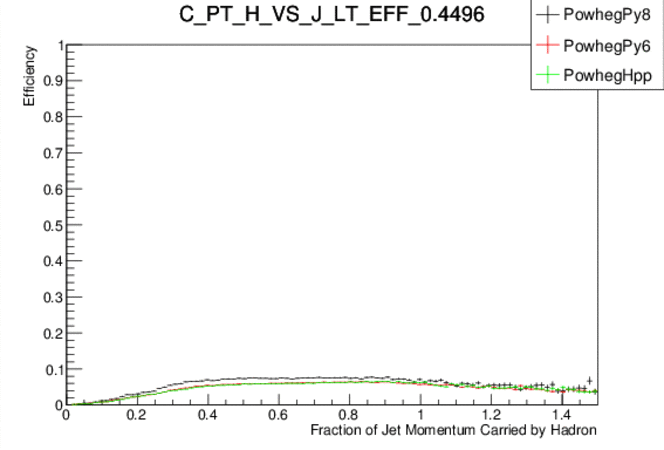 C_PT_H_VS_J_LT_EFF_0.4496
PowhegPy8
PowhegPy6
PowhegHpp
Efficiency
1
0.9
0.8
0.7
0.6
0.5
0.4
0.3
0.2
0.1
0
0 0.2 0.4 0.6 0.8 1 1.2 1.4
Fraction of Jet Momentum Carried by Hadron